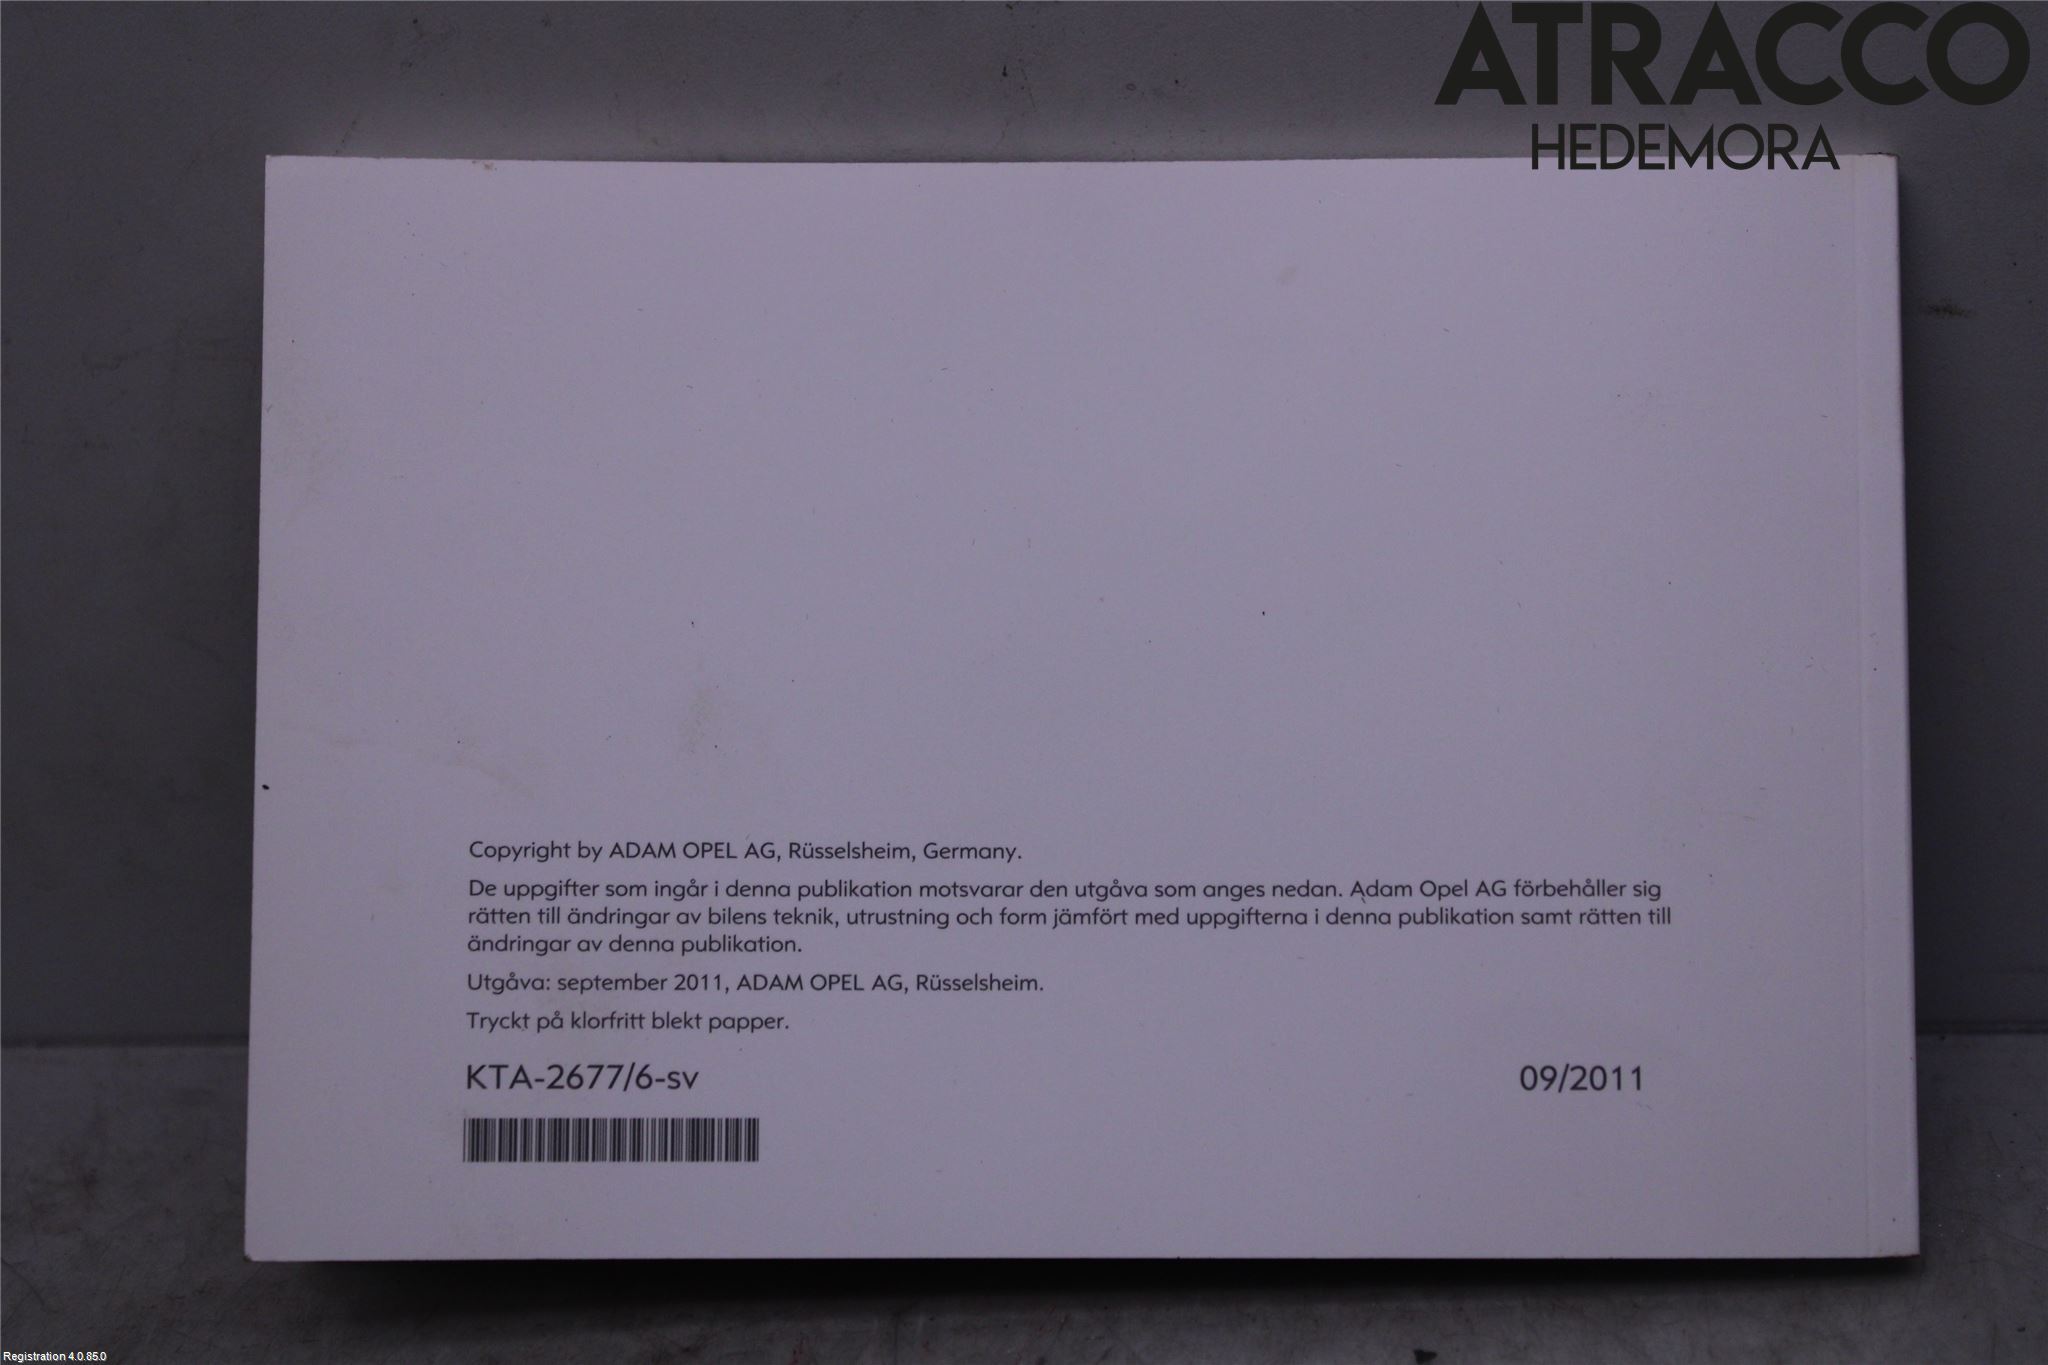 ATRACCO
HEDEMORA
Copyright by ADAM OPEL AG, Rüsselsheim, Germany.
De uppgifter som ingår i denna publikation motsvarar den utgåva som anges nedan. Adam Opel AG förbehåller sig
rätten till ändringar av bilens teknik, utrustning och form jämfört med uppgifterna i denna publikation samt rätten till
ändringar av denna publikation.
Utgåva: september 2011, ADAM OPEL AG, Rüsselsheim.
Tryckt på klorfritt blekt papper.
KTA-2677/6-sv 09/2011
Registration 4.0.85.0